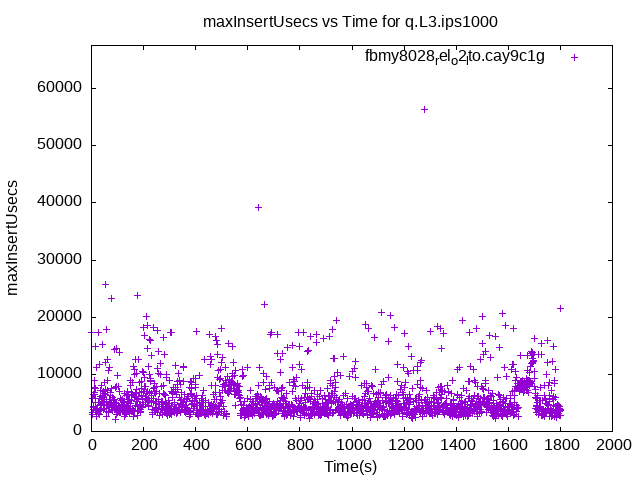 maxInsertUsecs vs Time for q.L3.ips1000
fbmy8028relo2ito.cay9c1g
60000
50000
40000
30000
20000
10000
0
maxInsertUsecs
0 200 400 600 800 1000 1200 1400 1600 1800 2000
Time(s)